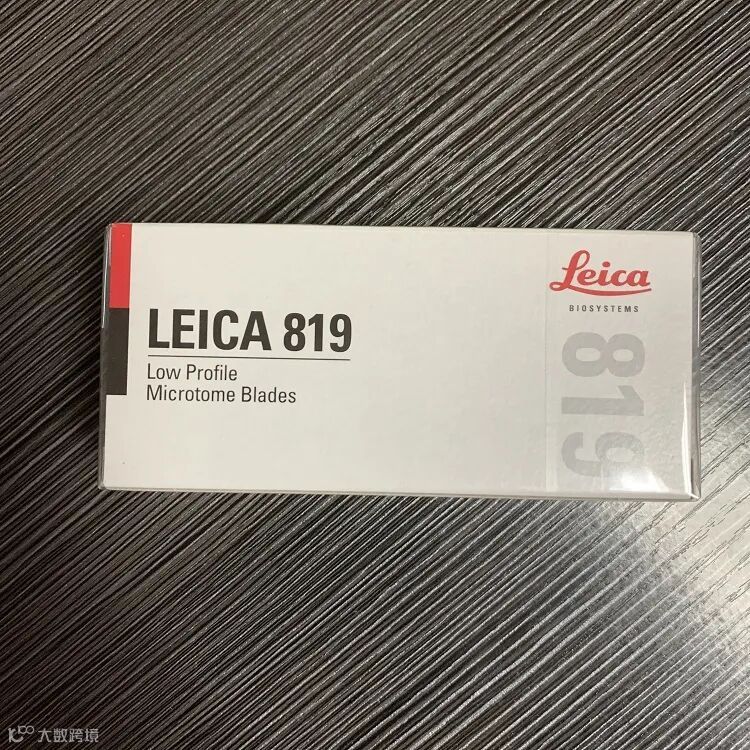 Leica
BIOSYSTEMS
LEICA 819
Low Profile
Microtome Blades
819
大数跨境